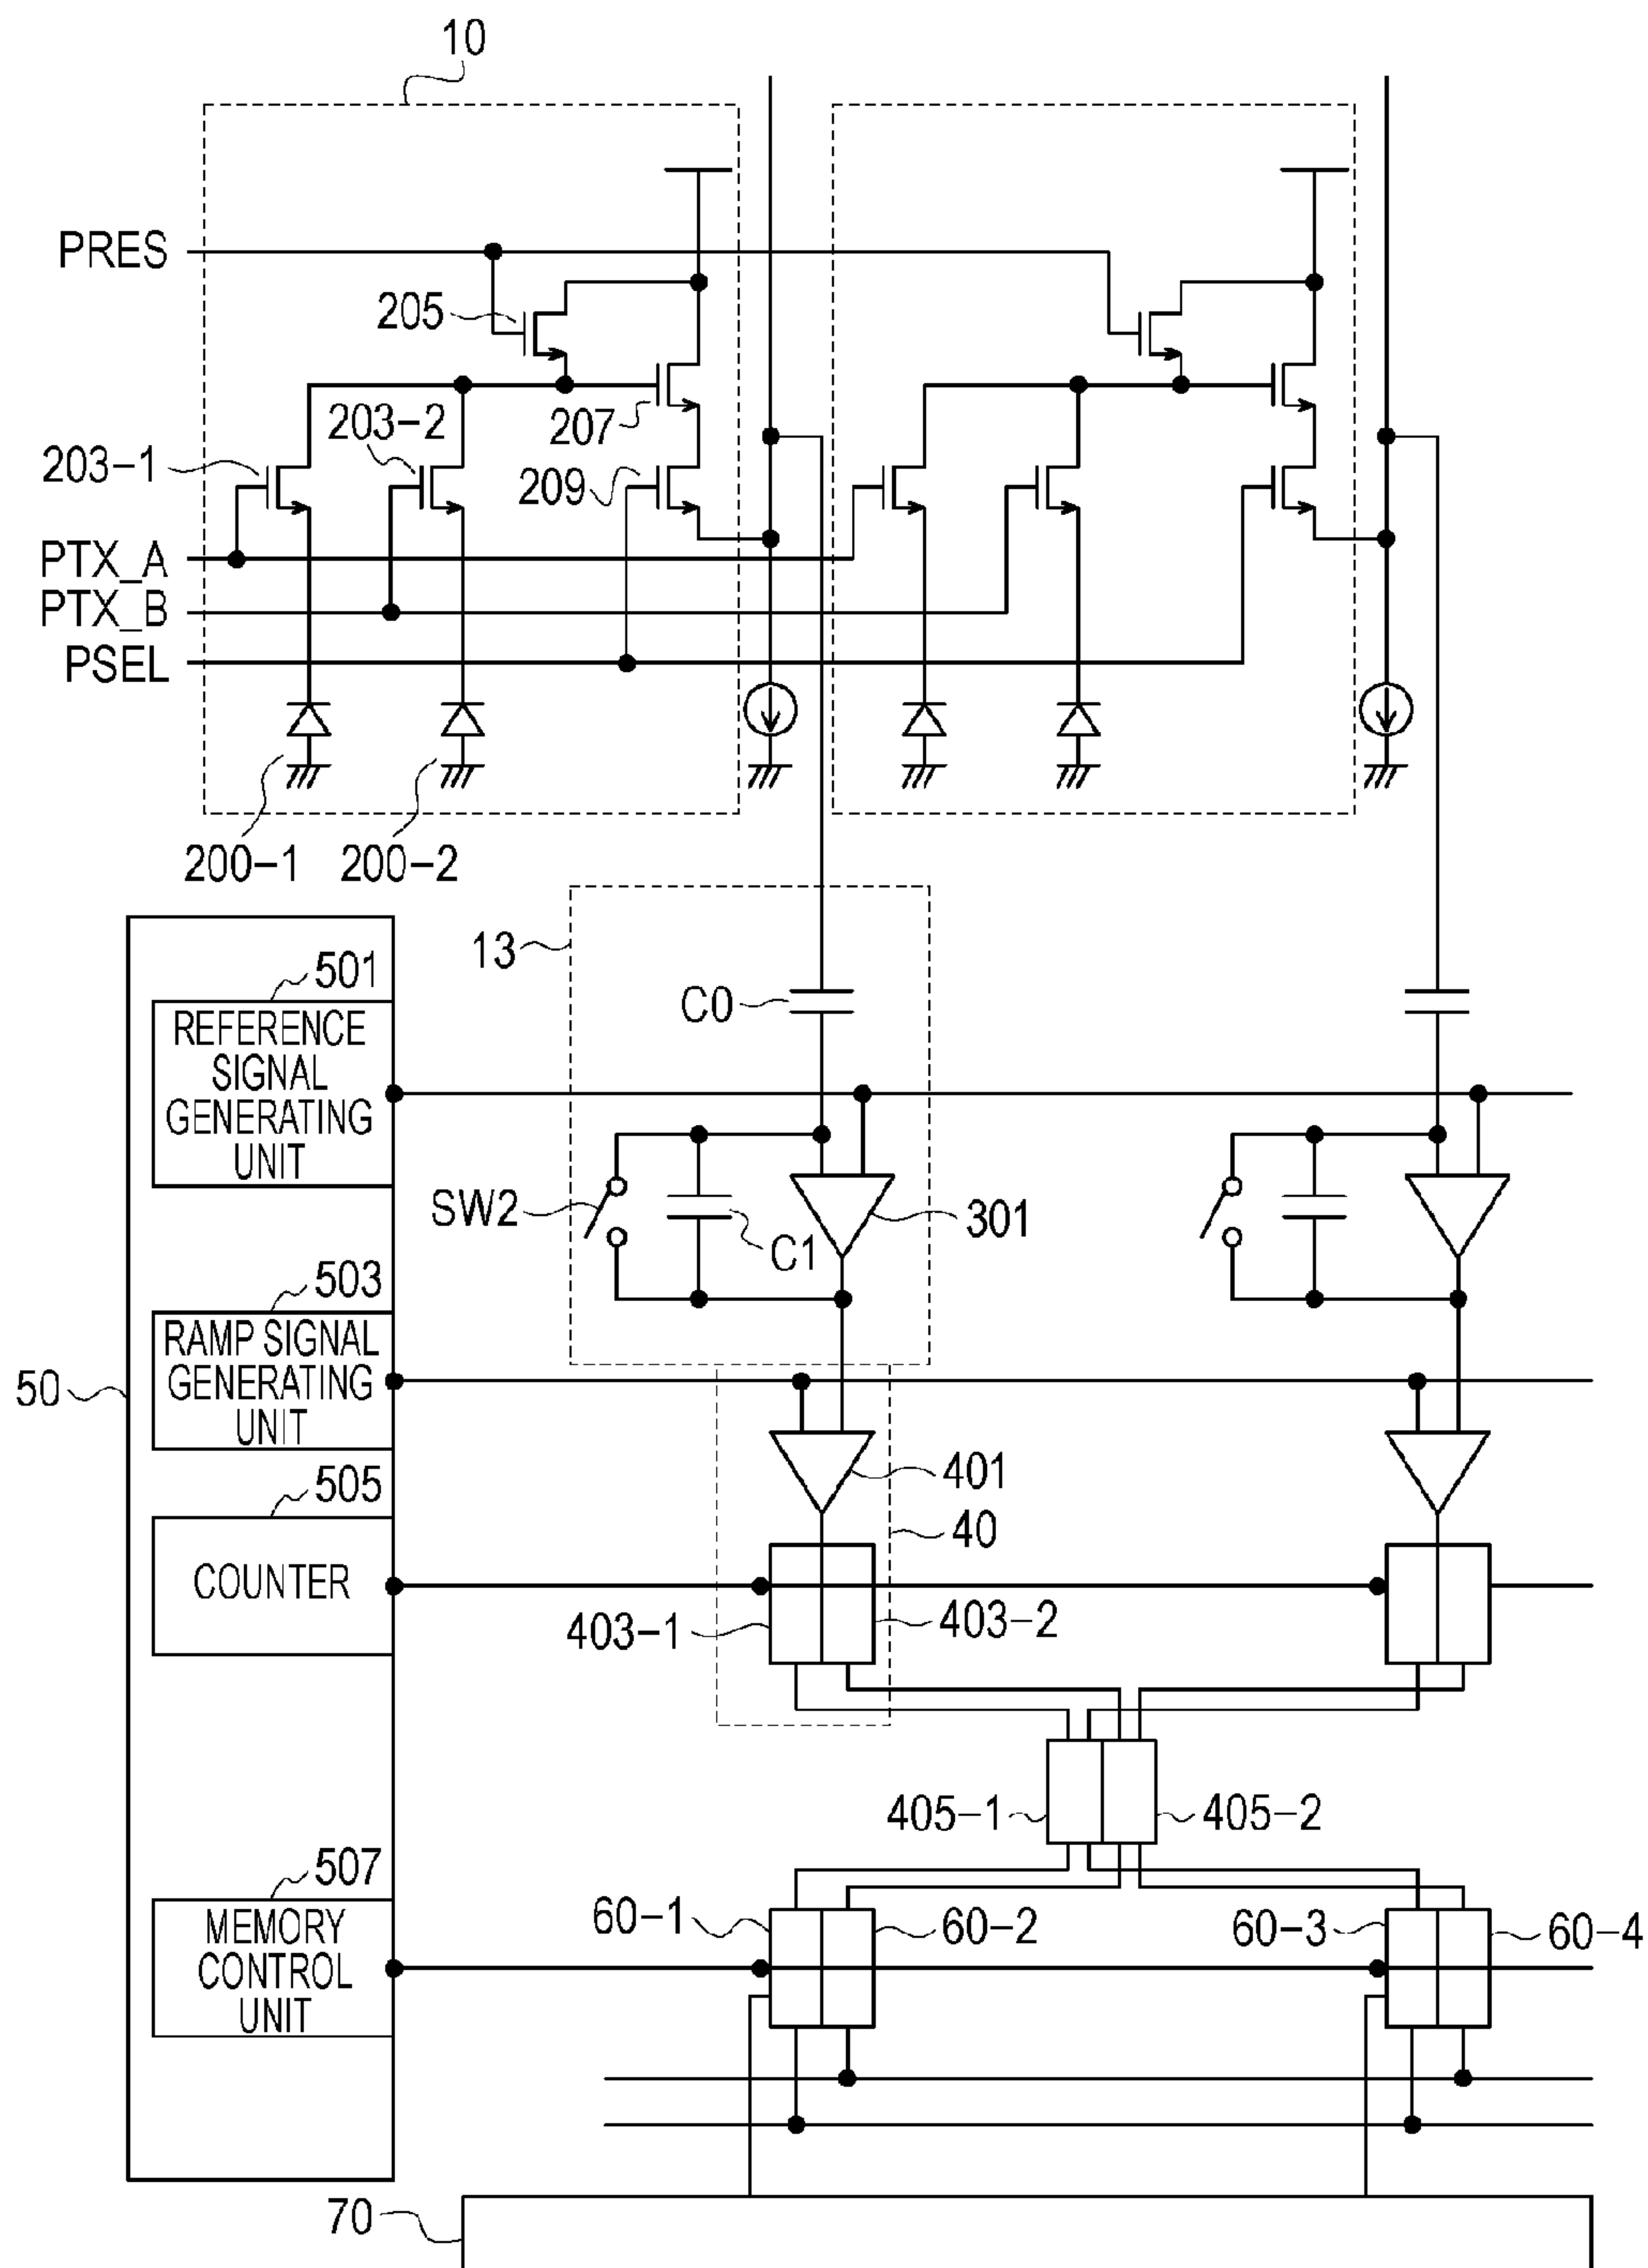 10
PRES
205
203-2
207
203-1
209
PTX_A
PTX_B
PSEL
200-1
200-2
13
501
C0
REFERENCE
SIGNAL
GENERATING
UNIT
SW2
301
C1
503
RAMP SIGNAL
GENERATING
UNIT
50
401
505
40
COUNTER
403-1
403-2
405-1
405-2
507
60-1
60-2
60-3
60-4
MEMORY
CONTROL
UNIT
70